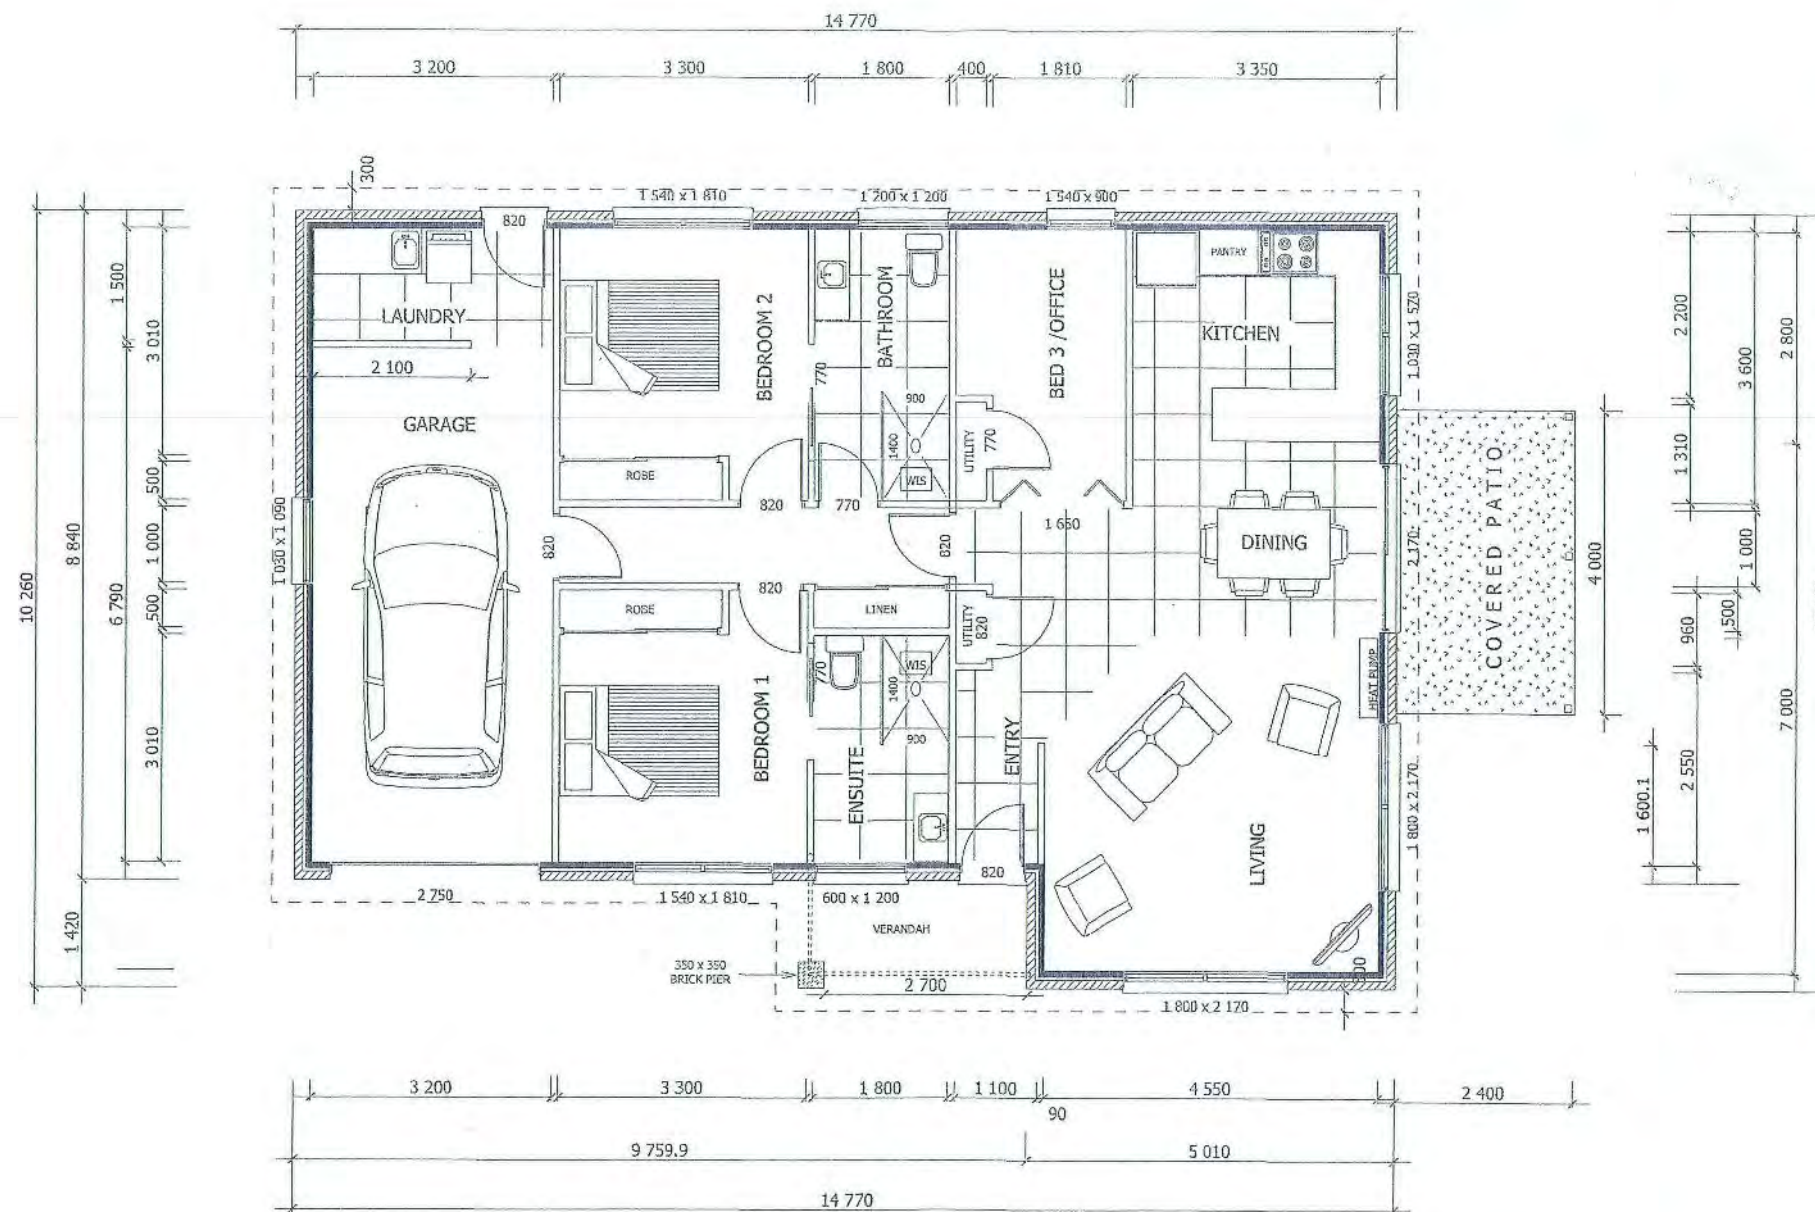 14 770
3 200
3 300
1 800
400
1 810
3 350
300
1 540 x 1 810
1 200 x 1 200
1 540 x 900
820
LAUNDRY
2 100
GARAGE
BEDROOM 2
ROBE
BATHROOM
770
900
1400
WIS
BED 3 /OFFICE
UTILITY
770
PANTRY
KITCHEN
1 030 x 1 570
1 500
3 010
500
1 000
500
3 010
6 790
8 840
10 260
1 420
1 030 x 1 090
820
820
770
820
1 660
DINING
2 170
COVERED PATIO
4 000
2 200
1 310
3 600
2 800
1 000
960
500
2 550
1 600.1
7 000
ROBE
820
LINEN
UTILITY
820
BEDROOM 1
770
WIS
1400
900
ENSUITE
ENTRY
HEAT PUMP
LIVING
1 800 x 2 170
820
2 750
1 540 x 1 810
600 x 1 200
VERANDAH
350 x 350
BRICK PIER
2 700
1 800 x 2 170
3 200
3 300
1 800
1 100
4 550
90
2 400
9 759.9
5 010
14 770